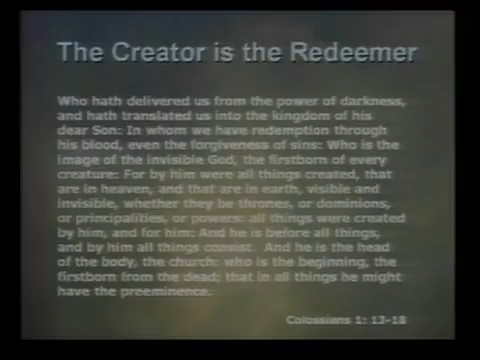 The Creator is the Redeemer
Who hath delivered us from the power of darkness,
and hath translated us into the kingdom of his
dear Son: In whom we have redemption through
his blood, even the forgiveness of sins: Who is the
image of the invisible God, the firstborn of every
creature: For by him were all things created, that
are in heaven, and that are in earth, visible and
invisible, whether they be thrones, or dominions,
or principalities, or powers: all things were created
by him, and for him: And he is before all things,
and by him all things consist. And he is the head
of the body, the church: who is the beginning, the
firstborn from the dead; that in all things he might
have the preeminence.
Colossians 1: 13-18